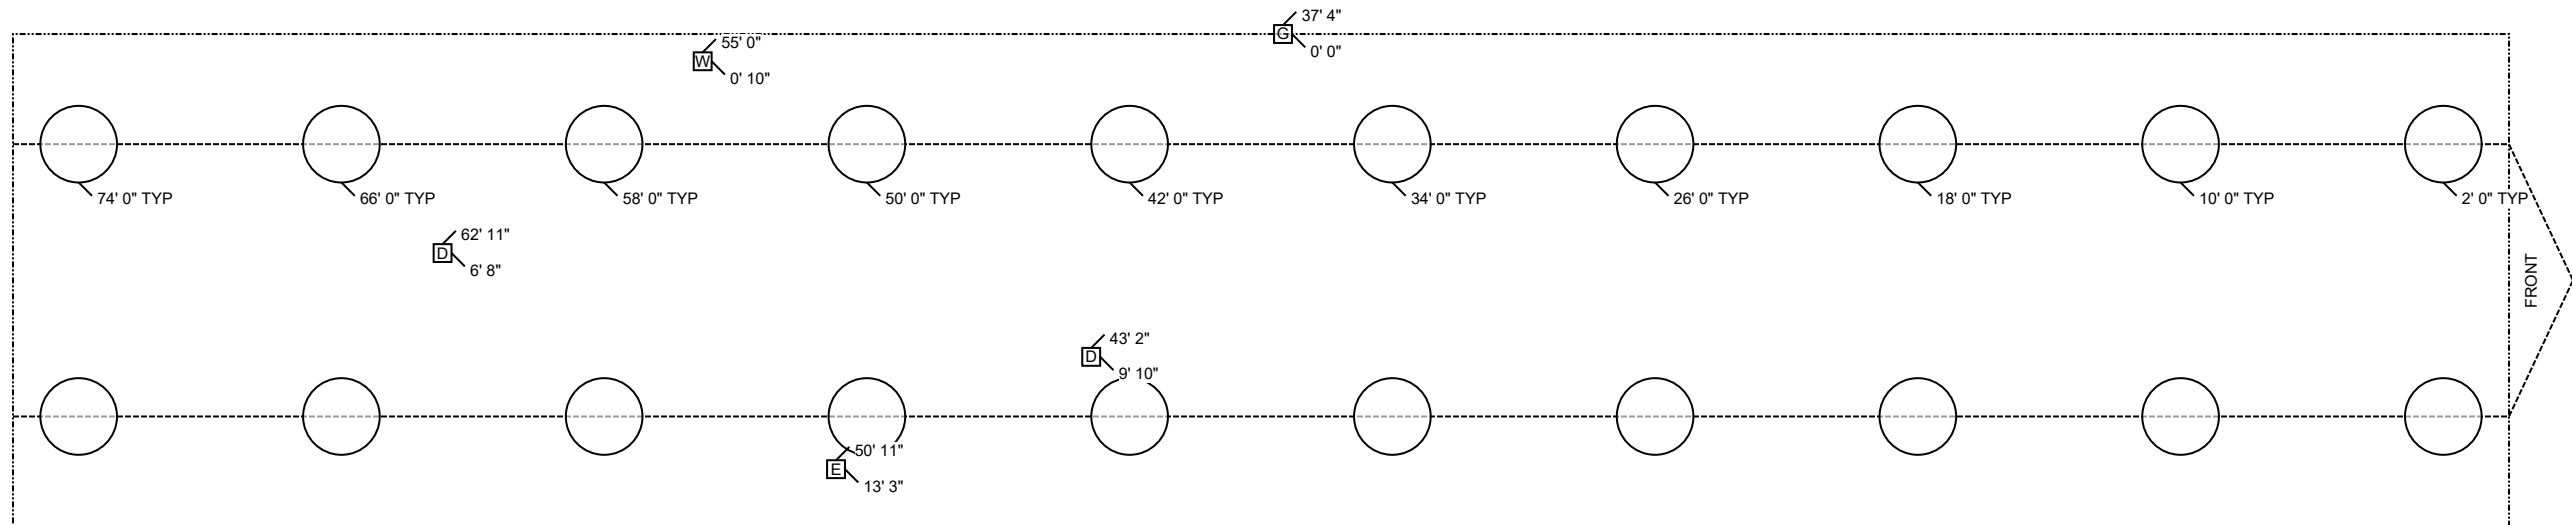 37' 4"
G
0' 0"
55' 0"
W
0' 10"
74' 0" TYP
66' 0" TYP
58' 0" TYP
50' 0" TYP
42' 0" TYP
34' 0" TYP
26' 0" TYP
18' 0" TYP
10' 0" TYP
2' 0" TYP
62' 11"
D
6' 8"
FRONT
43' 2"
D
9' 10"
50' 11"
E
13' 3"